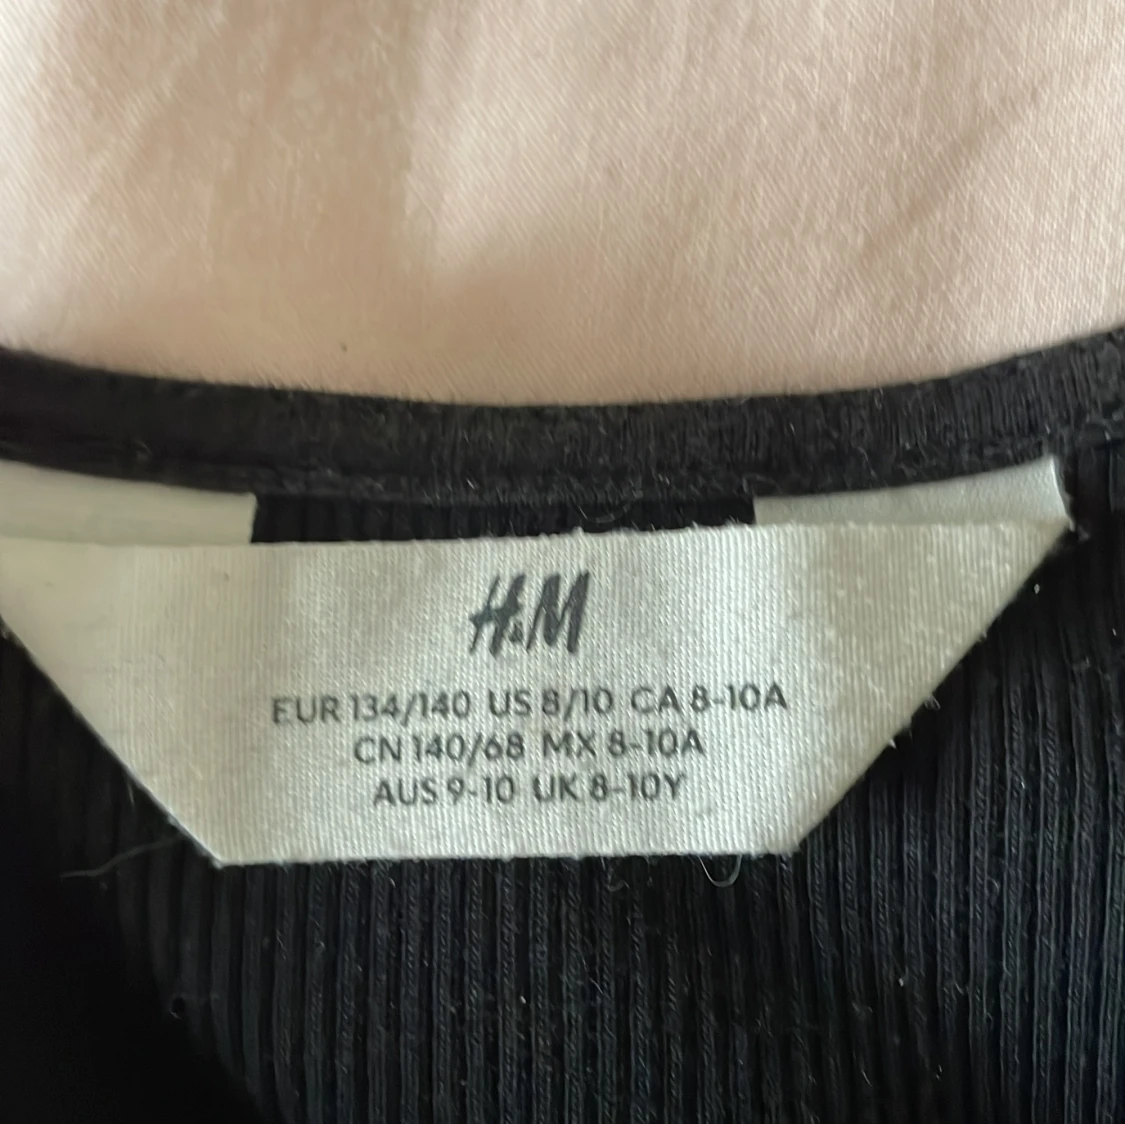 H&M
EUR 134/140 US 8/10 CA 8-10A
CN 140/68 MX 8-10A
AUS 9-10 UK 8-10Y